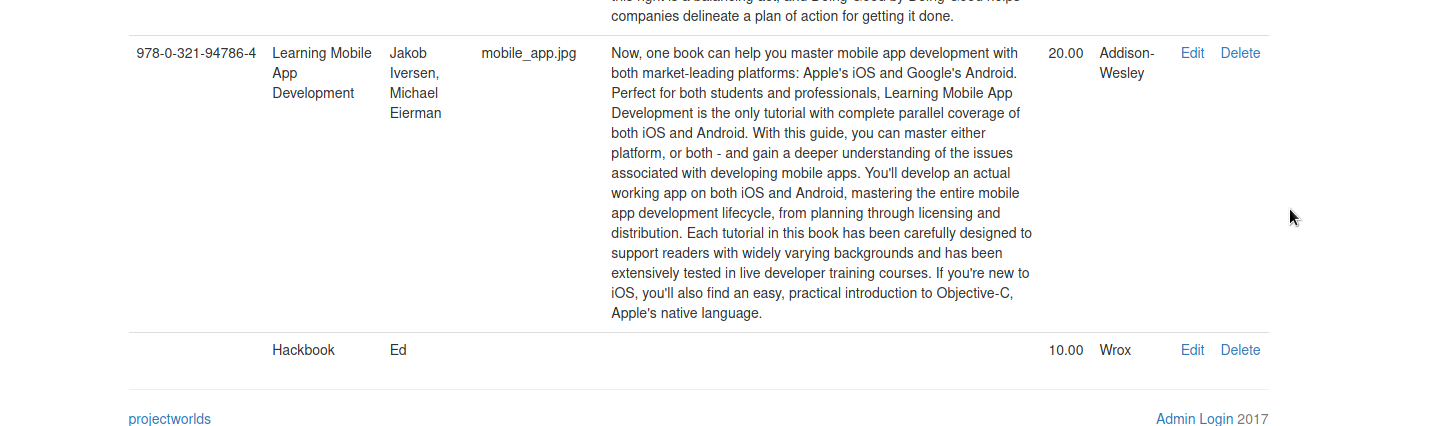 companies delineate a plan of action for getting it done.
978-0-321-94786-4 Learning Mobile Jakob mobile_app.jpg Now, one book can help you master mobile app development with 20.00 Addison- Edit Delete
App Iversen, both market-leading platforms: Apple's iOS and Google's Android. Wesley
Development Michael Perfect for both students and professionals, Learning Mobile App
Eierman Development is the only tutorial with complete parallel coverage of
both iOS and Android. With this guide, you can master either
platform, or both - and gain a deeper understanding of the issues
associated with developing mobile apps. You'll develop an actual
working app on both iOS and Android, mastering the entire mobile
app development lifecycle, from planning through licensing and
distribution. Each tutorial in this book has been carefully designed to
support readers with widely varying backgrounds and has been
extensively tested in live developer training courses. If you're new to
iOS, you'll also find an easy, practical introduction to Objective-C,
Apple's native language.
Hackbook Ed 10.00 Wrox Edit Delete
projectworlds Admin Login 2017